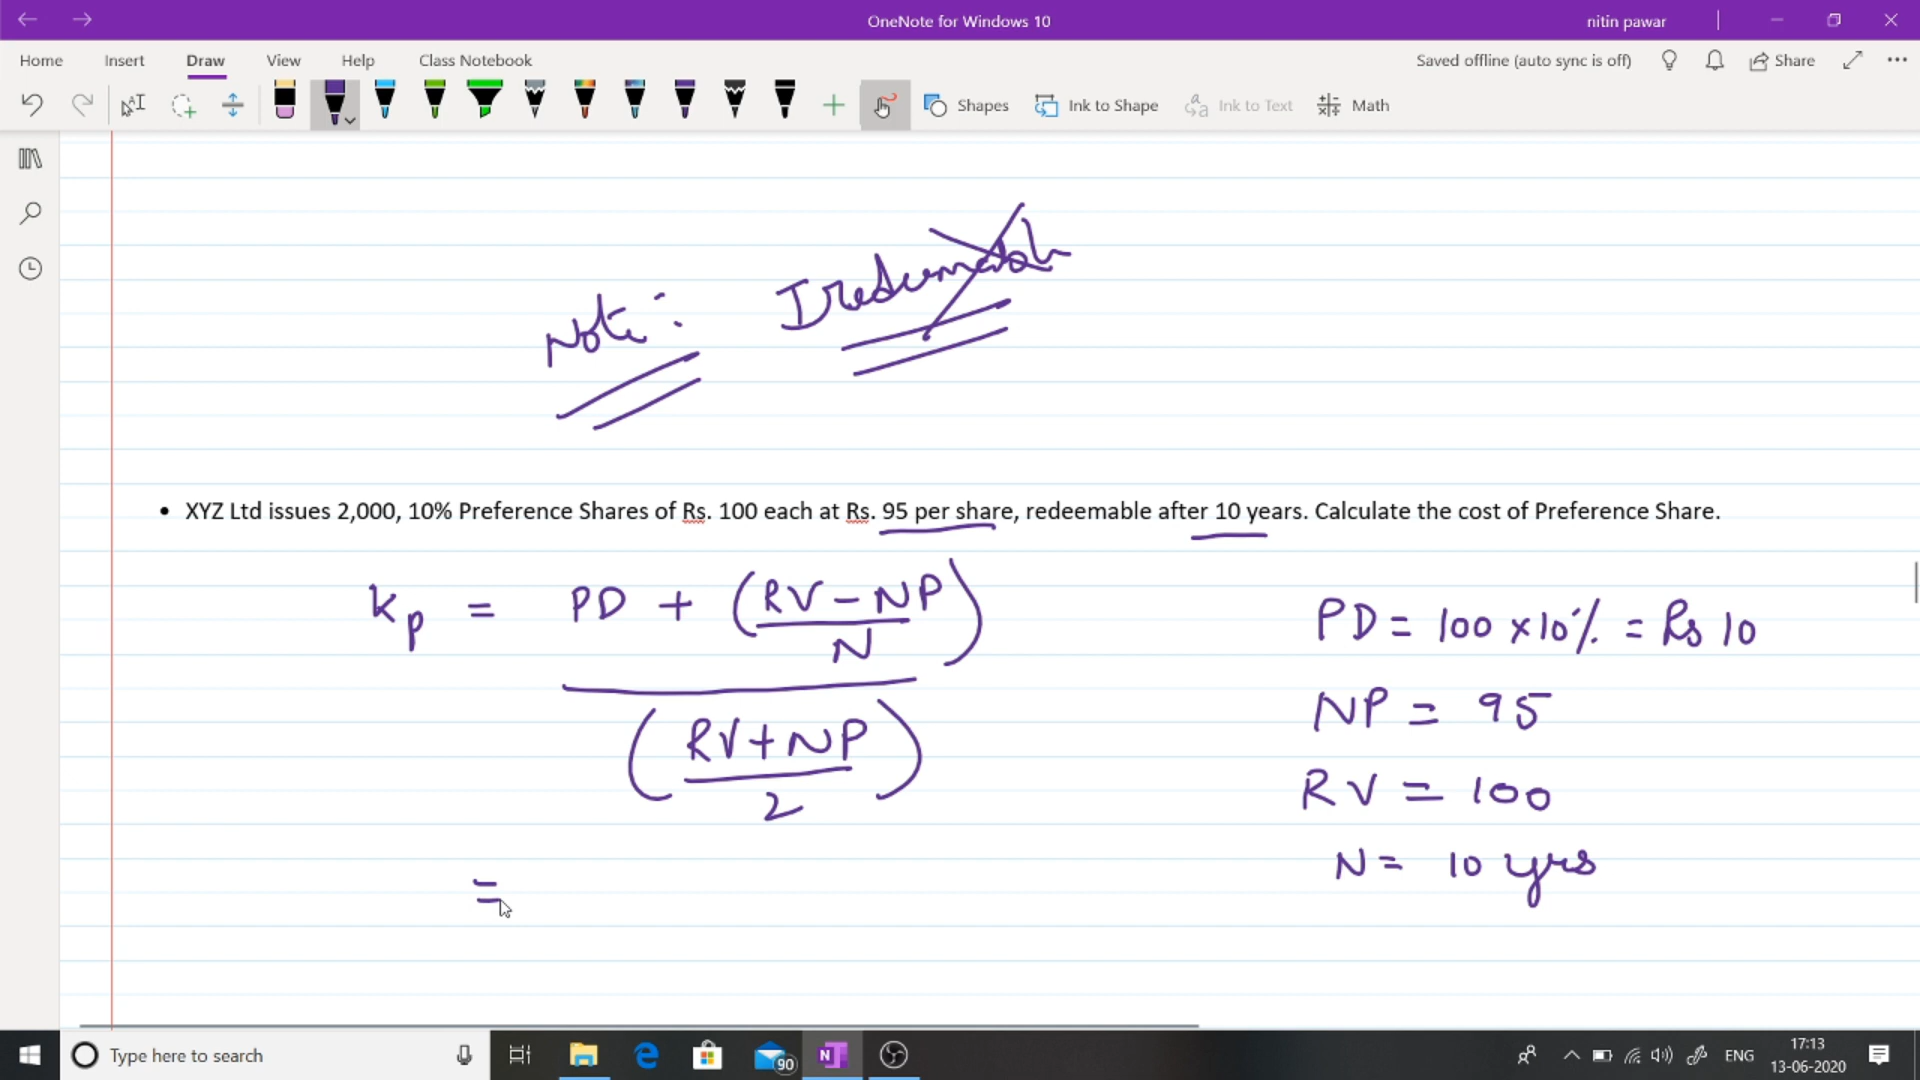 OneNote for Windows 10
nitin pawar
Home Insert Draw View Help Class Notebook
Saved offline (auto sync is off) Share
Shapes Ink to Shape Ink to Text Math
Note: Iredumabl
• XYZ Ltd issues 2,000, 10% Preference Shares of Rs. 100 each at Rs. 95 per share, redeemable after 10 years. Calculate the cost of Preference Share.
kp = PD + (RV - NP)
N
(RV + NP)
2
=
PD = 100 x 10% = Rs 10
NP = 95
RV = 100
N = 10 yrs
Type here to search
90
ENG
17:13
13-06-2020